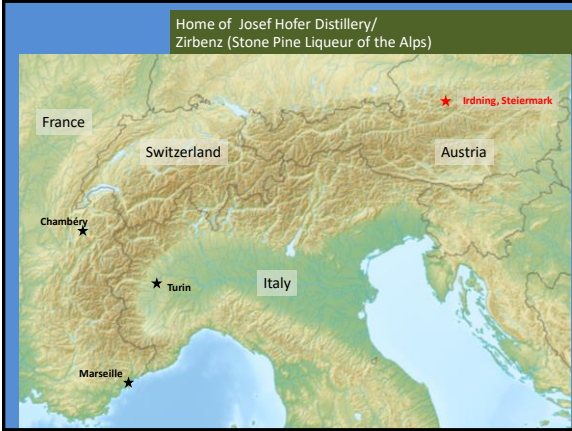 Home of Josef Hofer Distillery/
Zirbenz (Stone Pine Liqueur of the Alps)
Irdning, Steiermark
France
Switzerland
Austria
Chambéry
Turin
Italy
Marseille